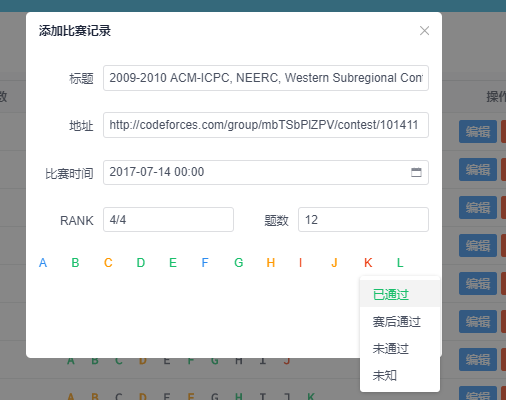 添加比赛记录
标题 2009-2010 ACM-ICPC, NEERC, Western Subregional Con
数 操作
地址 http://codeforces.com/group/mbTSbPlZPV/contest/101411
编辑
编辑
比赛时间 2017-07-14 00:00
编辑
RANK 4/4 题数 12
编辑
A B C D E F G H I J K L
编辑
已通过
赛后通过
编辑
未通过
A B C D E F G H I J
编辑
未知
A B C D E F G H I J K
编辑